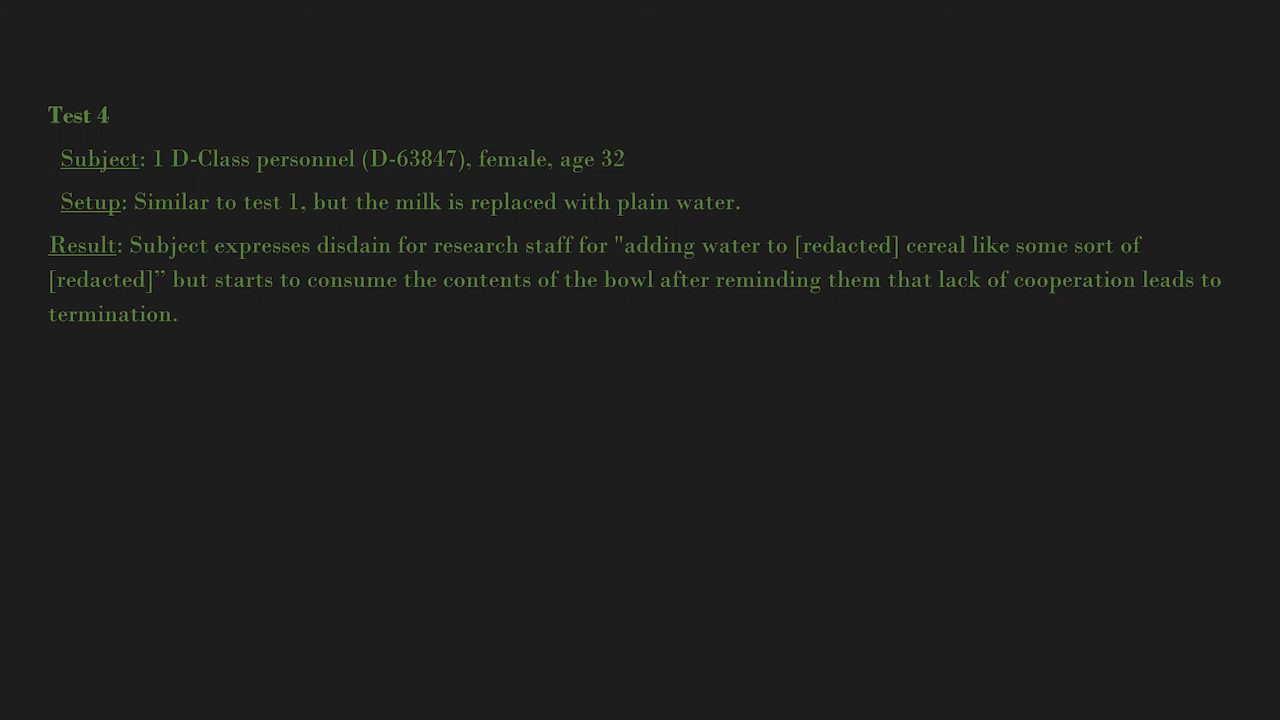 Test 4
Subject: 1 D-Class personnel (D-63847), female, age 32
Setup: Similar to test 1, but the milk is replaced with plain water.
Result: Subject expresses disdain for research staff for "adding water to [redacted] cereal like some sort of
[redacted]” but starts to consume the contents of the bowl after reminding them that lack of cooperation leads to
termination.